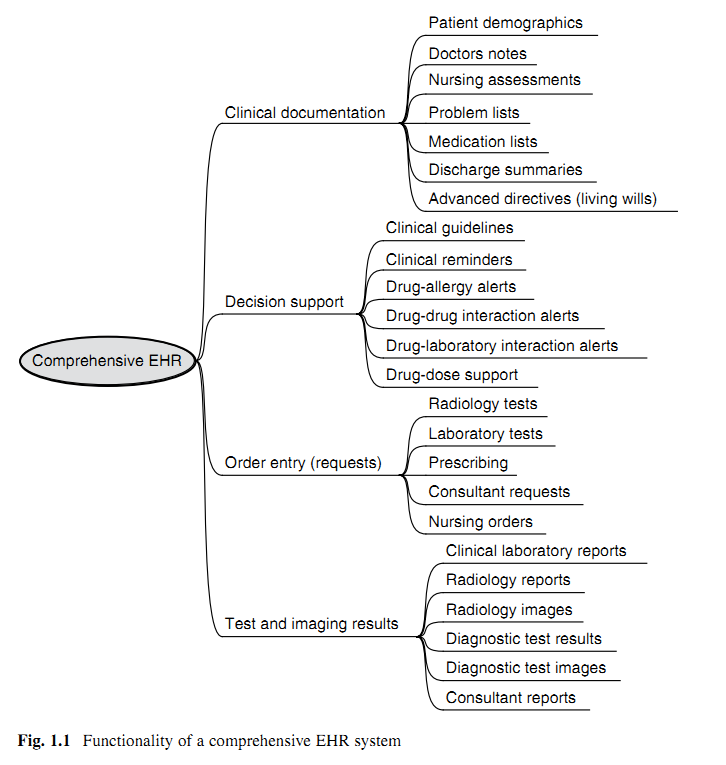 Comprehensive EHR
Clinical documentation
Patient demographics
Doctors notes
Nursing assessments
Problem lists
Medication lists
Discharge summaries
Advanced directives (living wills)
Decision support
Clinical guidelines
Clinical reminders
Drug-allergy alerts
Drug-drug interaction alerts
Drug-laboratory interaction alerts
Drug-dose support
Order entry (requests)
Radiology tests
Laboratory tests
Prescribing
Consultant requests
Nursing orders
Test and imaging results
Clinical laboratory reports
Radiology reports
Radiology images
Diagnostic test results
Diagnostic test images
Consultant reports
Fig. 1.1 Functionality of a comprehensive EHR system